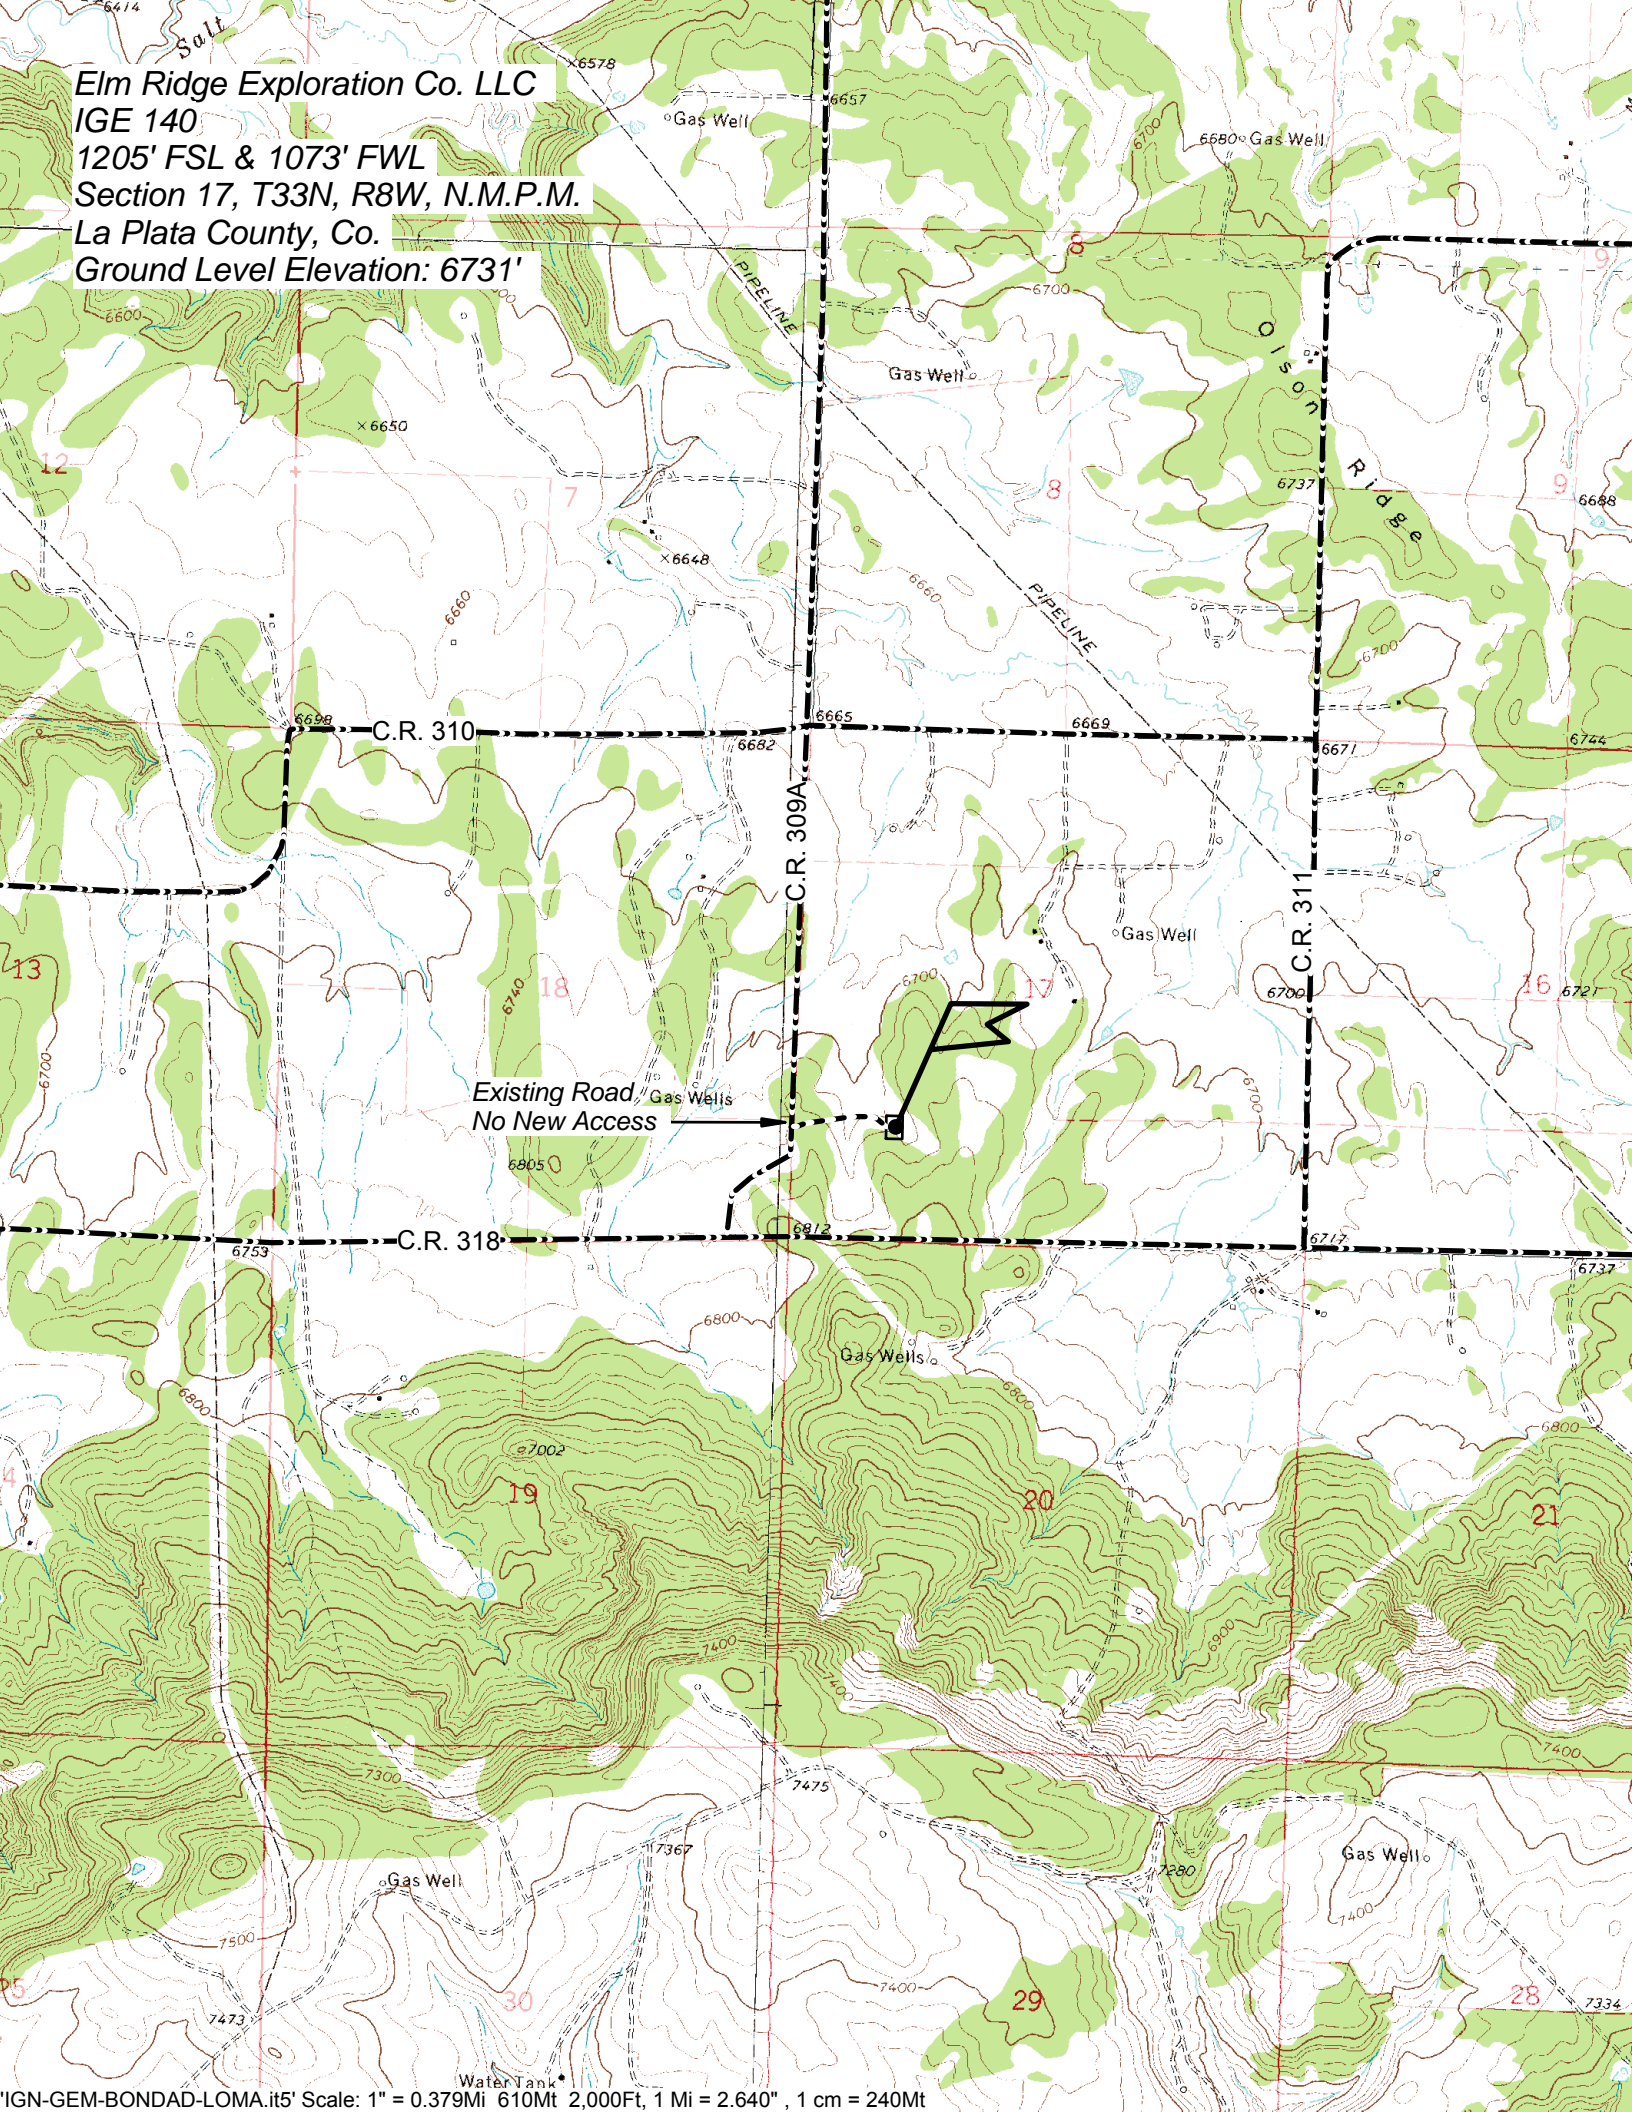 6414
Salt
×6578
Elm Ridge Exploration Co. LLC
IGE 140
1205' FSL & 1073' FWL
Section 17, T33N, R8W, N.M.P.M.
La Plata County, Co.
Ground Level Elevation: 6731'
6657
Gas Well
6700
6680 Gas Well
8
9
PIPELINE
6700
6600
Olson Ridge
Gas Well
×6650
12
7
8
6737
9
6688
×6648
6660
6660
PIPELINE
6700
6698
C.R. 310
6682
6665
6669
6671
6744
C.R. 309A
C.R. 311
Gas Well
13
18
6740
6700
17
6700
16
6721
6700
Existing Road
No New Access
Gas Wells
6700
6805
6753
C.R. 318
6812
6717
6737
6800
Gas Wells
6800
6800
6800
7002
4
19
20
21
7400
7400
6900
7300
7475
7400
7367
7280
Gas Well
Gas Well
7400
7500
25
30
7400
29
28
7334
7473
Water Tank
'IGN-GEM-BONDAD-LOMA.it5' Scale: 1" = 0.379Mi 610Mt 2,000Ft, 1 Mi = 2.640" , 1 cm = 240Mt